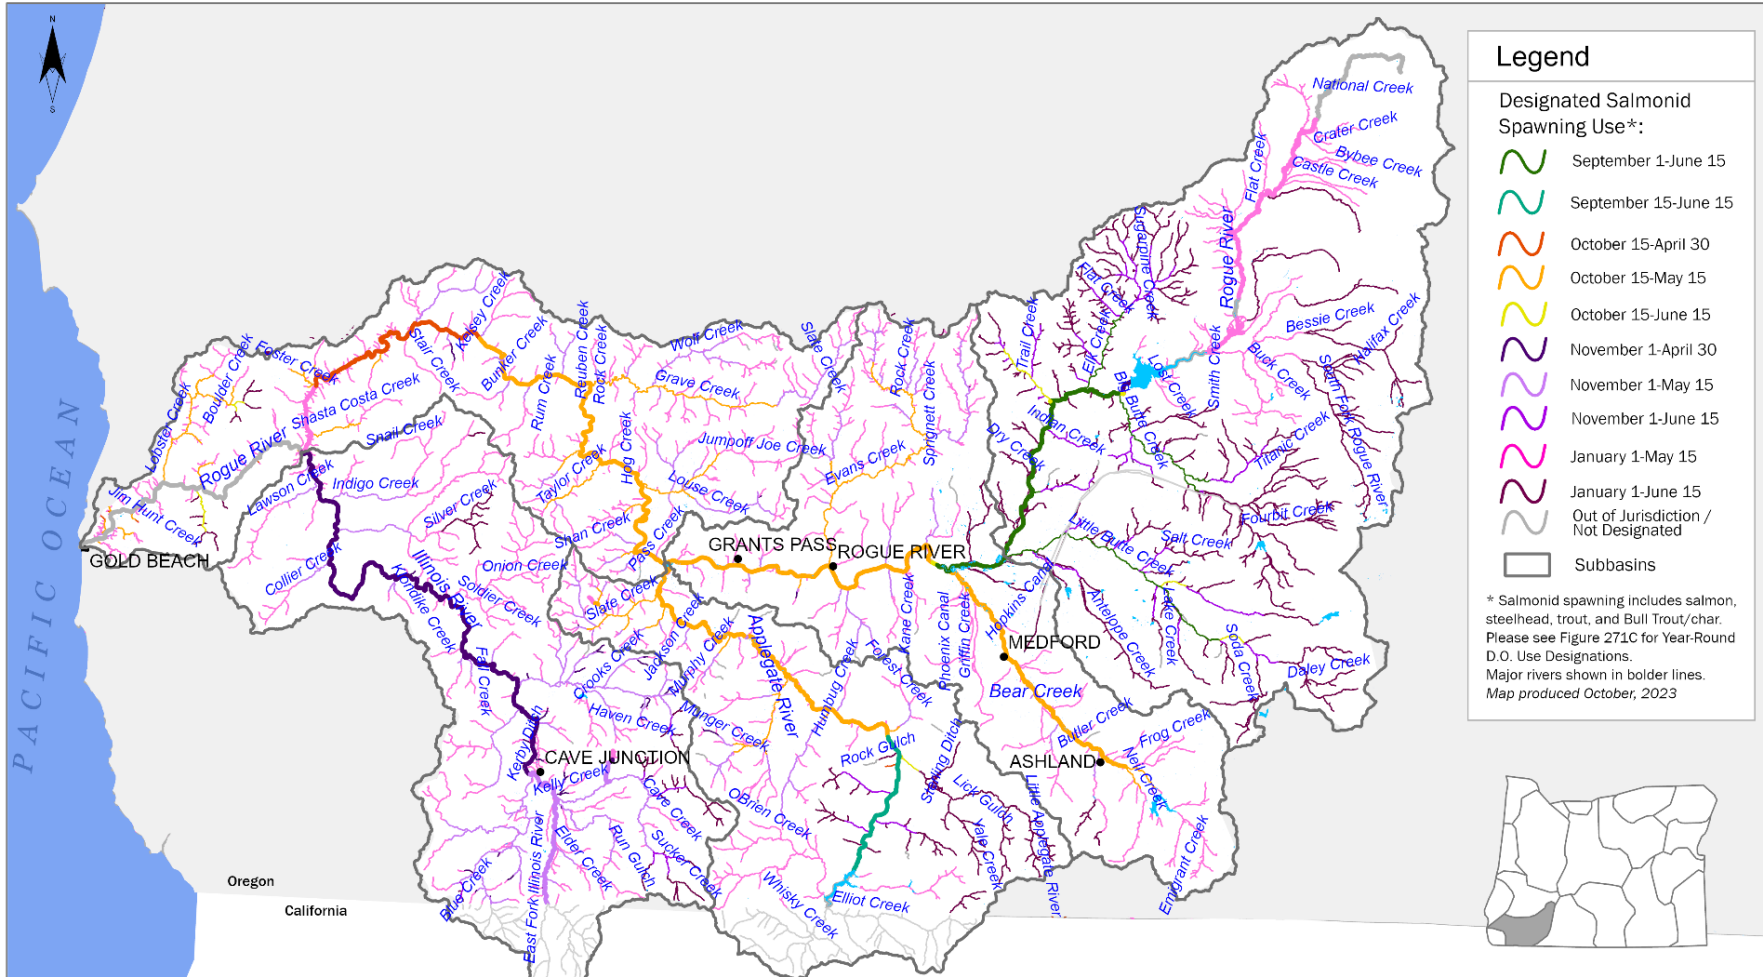 N
S
PACIFIC OCEAN
National Creek
Crater Creek
Bybee Creek
Castle Creek
Flat Creek
Rogue River
Sugarpine Creek
Flat Creek
Elk Creek
Trail Creek
Bessie Creek
Halifax Creek
Buck Creek
South Fork Rogue River
Smith Creek
Lost Creek
Big Butte Creek
Indian Creek
Dry Creek
Titanic Creek
Fourbit Creek
Salt Creek
Little Butte Creek
Lake Creek
Antelope Creek
Soda Creek
Daley Creek
Hopkins Canal
Kelsey Creek
Bunker Creek
Stair Creek
Foster Creek
Boulder Creek
Lobster Creek
Shasta Costa Creek
Rogue River
Snail Creek
Lawson Creek
Indigo Creek
Silver Creek
Jim Hunt Creek
GOLD BEACH
Collier Creek
Illinois River
Klondike Creek
Soldier Creek
Onion Creek
Fall Creek
Rum Creek
Reuben Creek
Rock Creek
Wolf Creek
Grave Creek
Slate Creek
Rock Creek
Springnett Creek
Hog Creek
Jumpoff Joe Creek
Evans Creek
Taylor Creek
Louse Creek
Shan Creek
Pass Creek
GRANTS PASS
ROGUE RIVER
Slate Creek
Crooks Creek
Jackson Creek
Murphy Creek
Applegate River
Humbug Creek
Forest Creek
Kane Creek
Phoenix Canal
Griffin Creek
MEDFORD
Bear Creek
Butler Creek
Frog Creek
Neil Creek
ASHLAND
Emigrant Creek
Haven Creek
Munger Creek
Kerby Ditch
CAVE JUNCTION
Kelly Creek
Cave Creek
OBrien Creek
Rock Gulch
Sterling Ditch
Lick Gulch
Yale Creek
Little Applegate River
Elder Creek
Run Gulch
Sucker Creek
East Fork Illinois River
Blue Creek
Whisky Creek
Elliot Creek
Oregon
California
Legend
Designated Salmonid
Spawning Use*:
September 1-June 15
September 15-June 15
October 15-April 30
October 15-May 15
October 15-June 15
November 1-April 30
November 1-May 15
November 1-June 15
January 1-May 15
January 1-June 15
Out of Jurisdiction /
Not Designated
Subbasins
* Salmonid spawning includes salmon,
steelhead, trout, and Bull Trout/char.
Please see Figure 271C for Year-Round
D.O. Use Designations.
Major rivers shown in bolder lines.
Map produced October, 2023